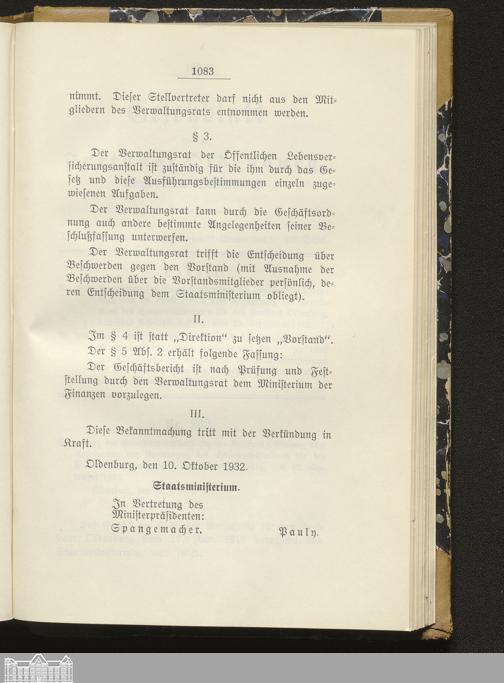 1083
nimmt. Dieser Stellvertreter darf nicht aus den Mit-
gliedern des Verwaltungsrats entnommen werden.
§ 3.
Der Verwaltungsrat der Öffentlichen Lebensver-
sicherungsanstalt ist zuständig für die ihm durch das Ge-
setz und diese Ausführungsbestimmungen einzeln zuge-
wiesenen Aufgaben.
Der Verwaltungsrat kann durch die Geschäftsord-
nung auch andere bestimmte Angelegenheiten seiner Be-
schlußfassung unterwerfen.
Der Verwaltungsrat trifft die Entscheidung über
Beschwerden gegen den Vorstand (mit Ausnahme der
Beschwerden über die Vorstandsmitglieder persönlich, de-
ren Entscheidung dem Staatsministerium obliegt).
II.
Im § 4 ist statt „Direktion“ zu setzen „Vorstand“.
Der § 5 Abs. 2 erhält folgende Fassung:
Der Geschäftsbericht ist nach Prüfung und Fest-
stellung durch den Verwaltungsrat dem Ministerium der
Finanzen vorzulegen.
III.
Diese Bekanntmachung tritt mit der Verkündung in
Kraft.
Oldenburg, den 10. Oktober 1932.
Staatsministerium.
In Vertretung des
Ministerpräsidenten:
Spangemacher. Pauly.